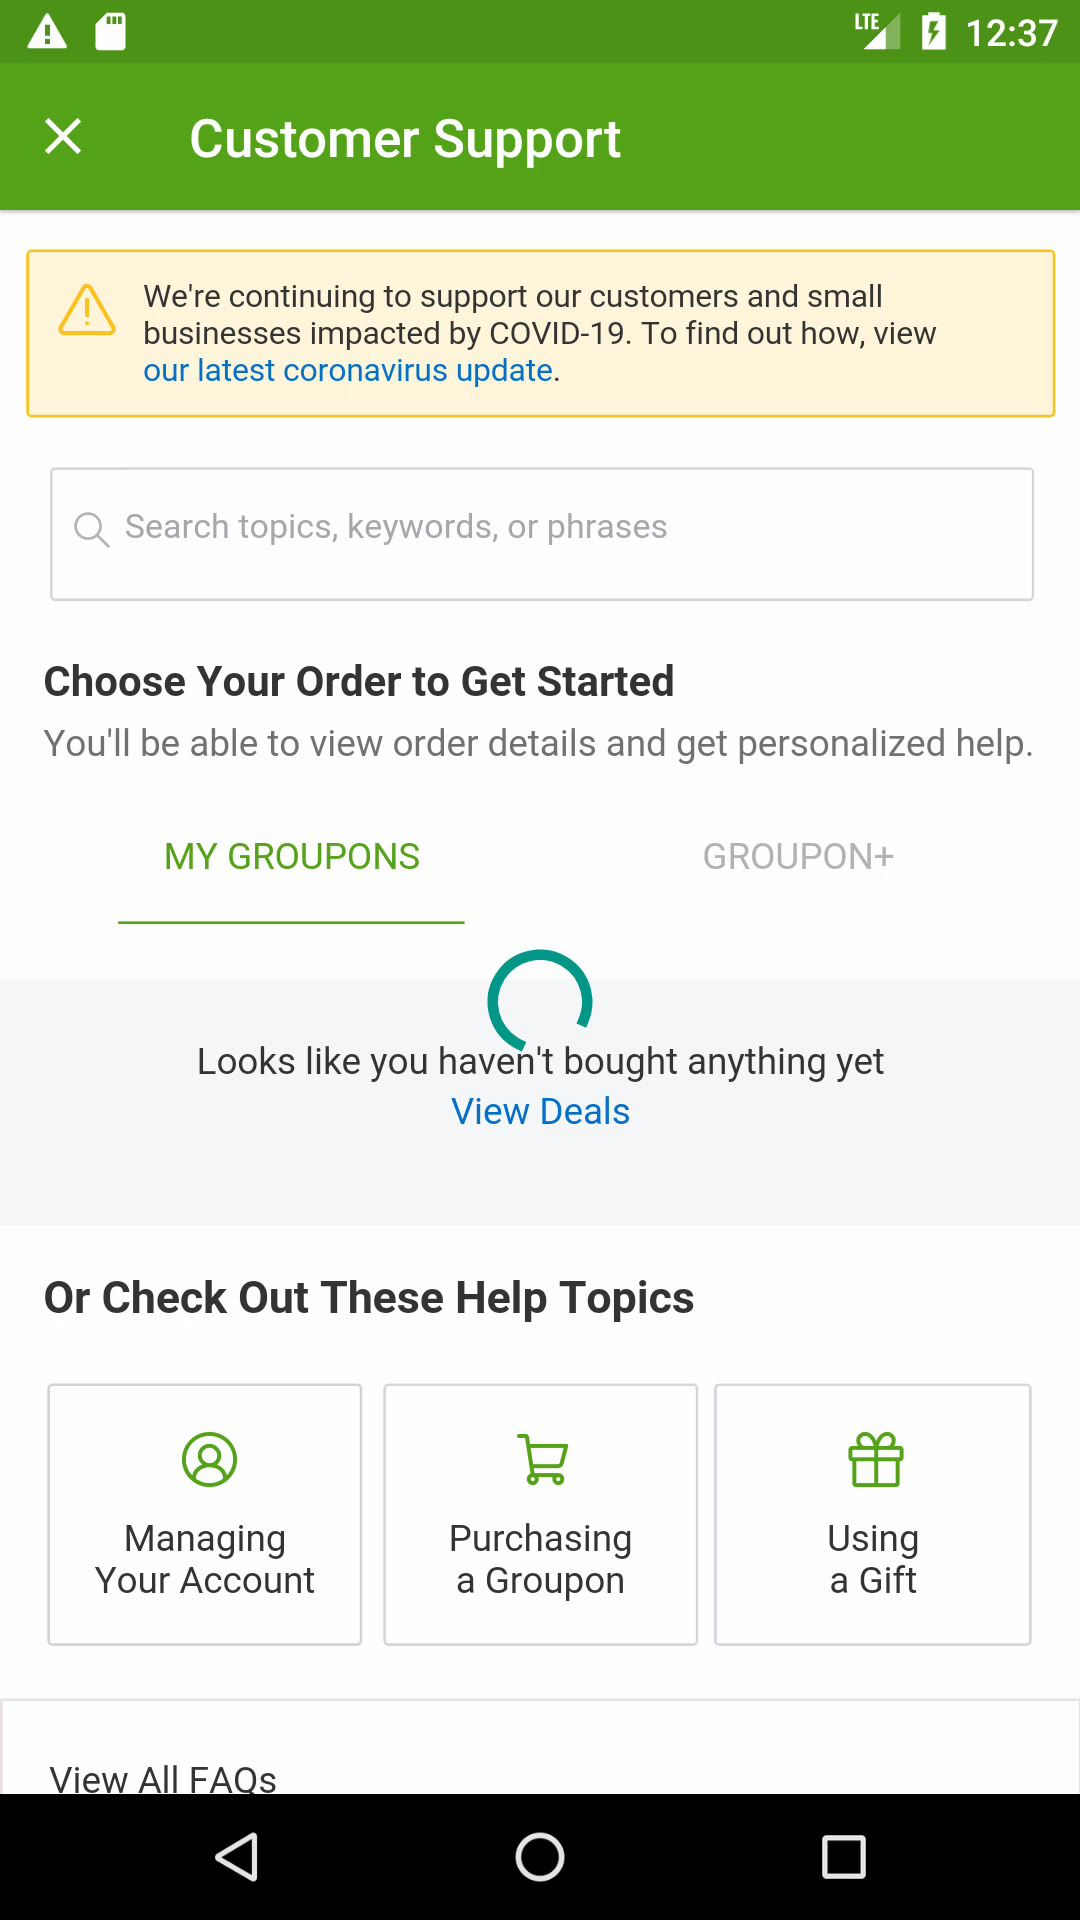 LTE 12:37
Customer Support
We're continuing to support our customers and small
businesses impacted by COVID-19. To find out how, view
our latest coronavirus update.
Search topics, keywords, or phrases
Choose Your Order to Get Started
You'll be able to view order details and get personalized help.
MY GROUPONS
GROUPON+
Looks like you haven't bought anything yet
View Deals
Or Check Out These Help Topics
Managing
Your Account
Purchasing
a Groupon
Using
a Gift
View All FAQs